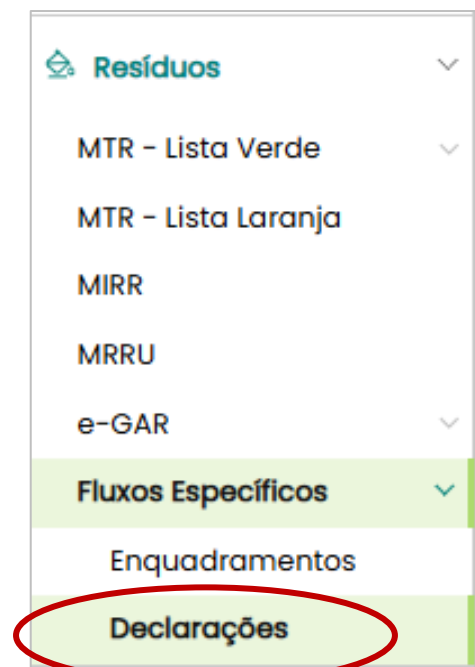 Resíduos
MTR - Lista Verde
MTR - Lista Laranja
MIRR
MRRU
e-GAR
Fluxos Específicos
Enquadramentos
Declarações